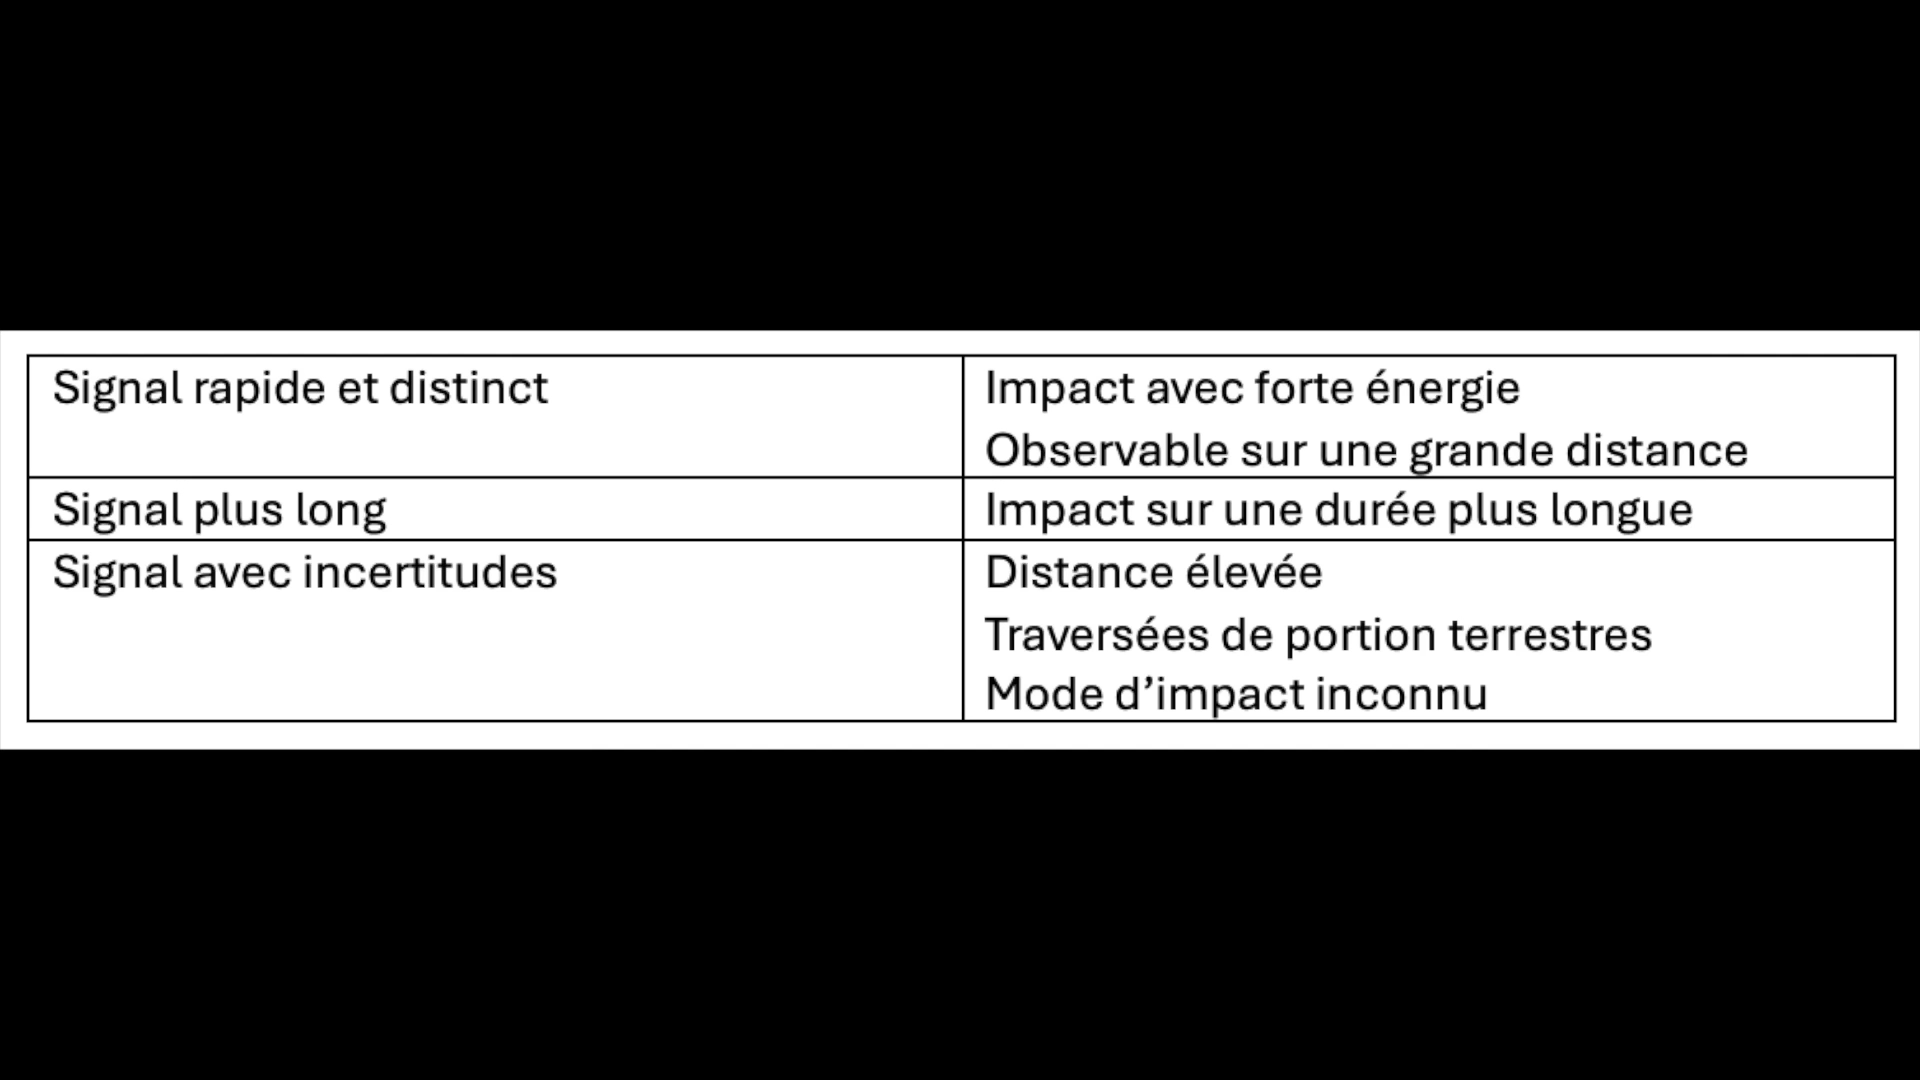 Signal rapide et distinct
Impact avec forte énergie
Observable sur une grande distance
Signal plus long
Impact sur une durée plus longue
Signal avec incertitudes
Distance élevée
Traversées de portion terrestres
Mode d’impact inconnu